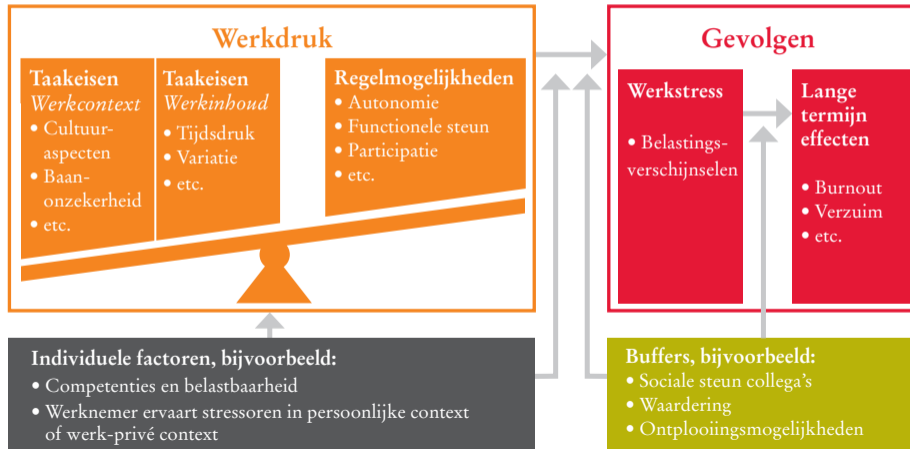 Werkdruk
Taakeisen
Werkcontext
• Cultuur-
aspecten
• Baan-
onzekerheid
• etc.
Taakeisen
Werkinhoud
• Tijdsdruk
• Variatie
• etc.
Regelmogelijkheden
• Autonomie
• Functionele steun
• Participatie
• etc.
Gevolgen
Werkstress
• Belastings-
verschijnselen
Lange
termijn
effecten
• Burnout
• Verzuim
• etc.
Individuele factoren, bijvoorbeeld:
• Competenties en belastbaarheid
• Werknemer ervaart stressoren in persoonlijke context
of werk-privé context
Buffers, bijvoorbeeld:
• Sociale steun collega's
• Waardering
• Ontplooiingsmogelijkheden